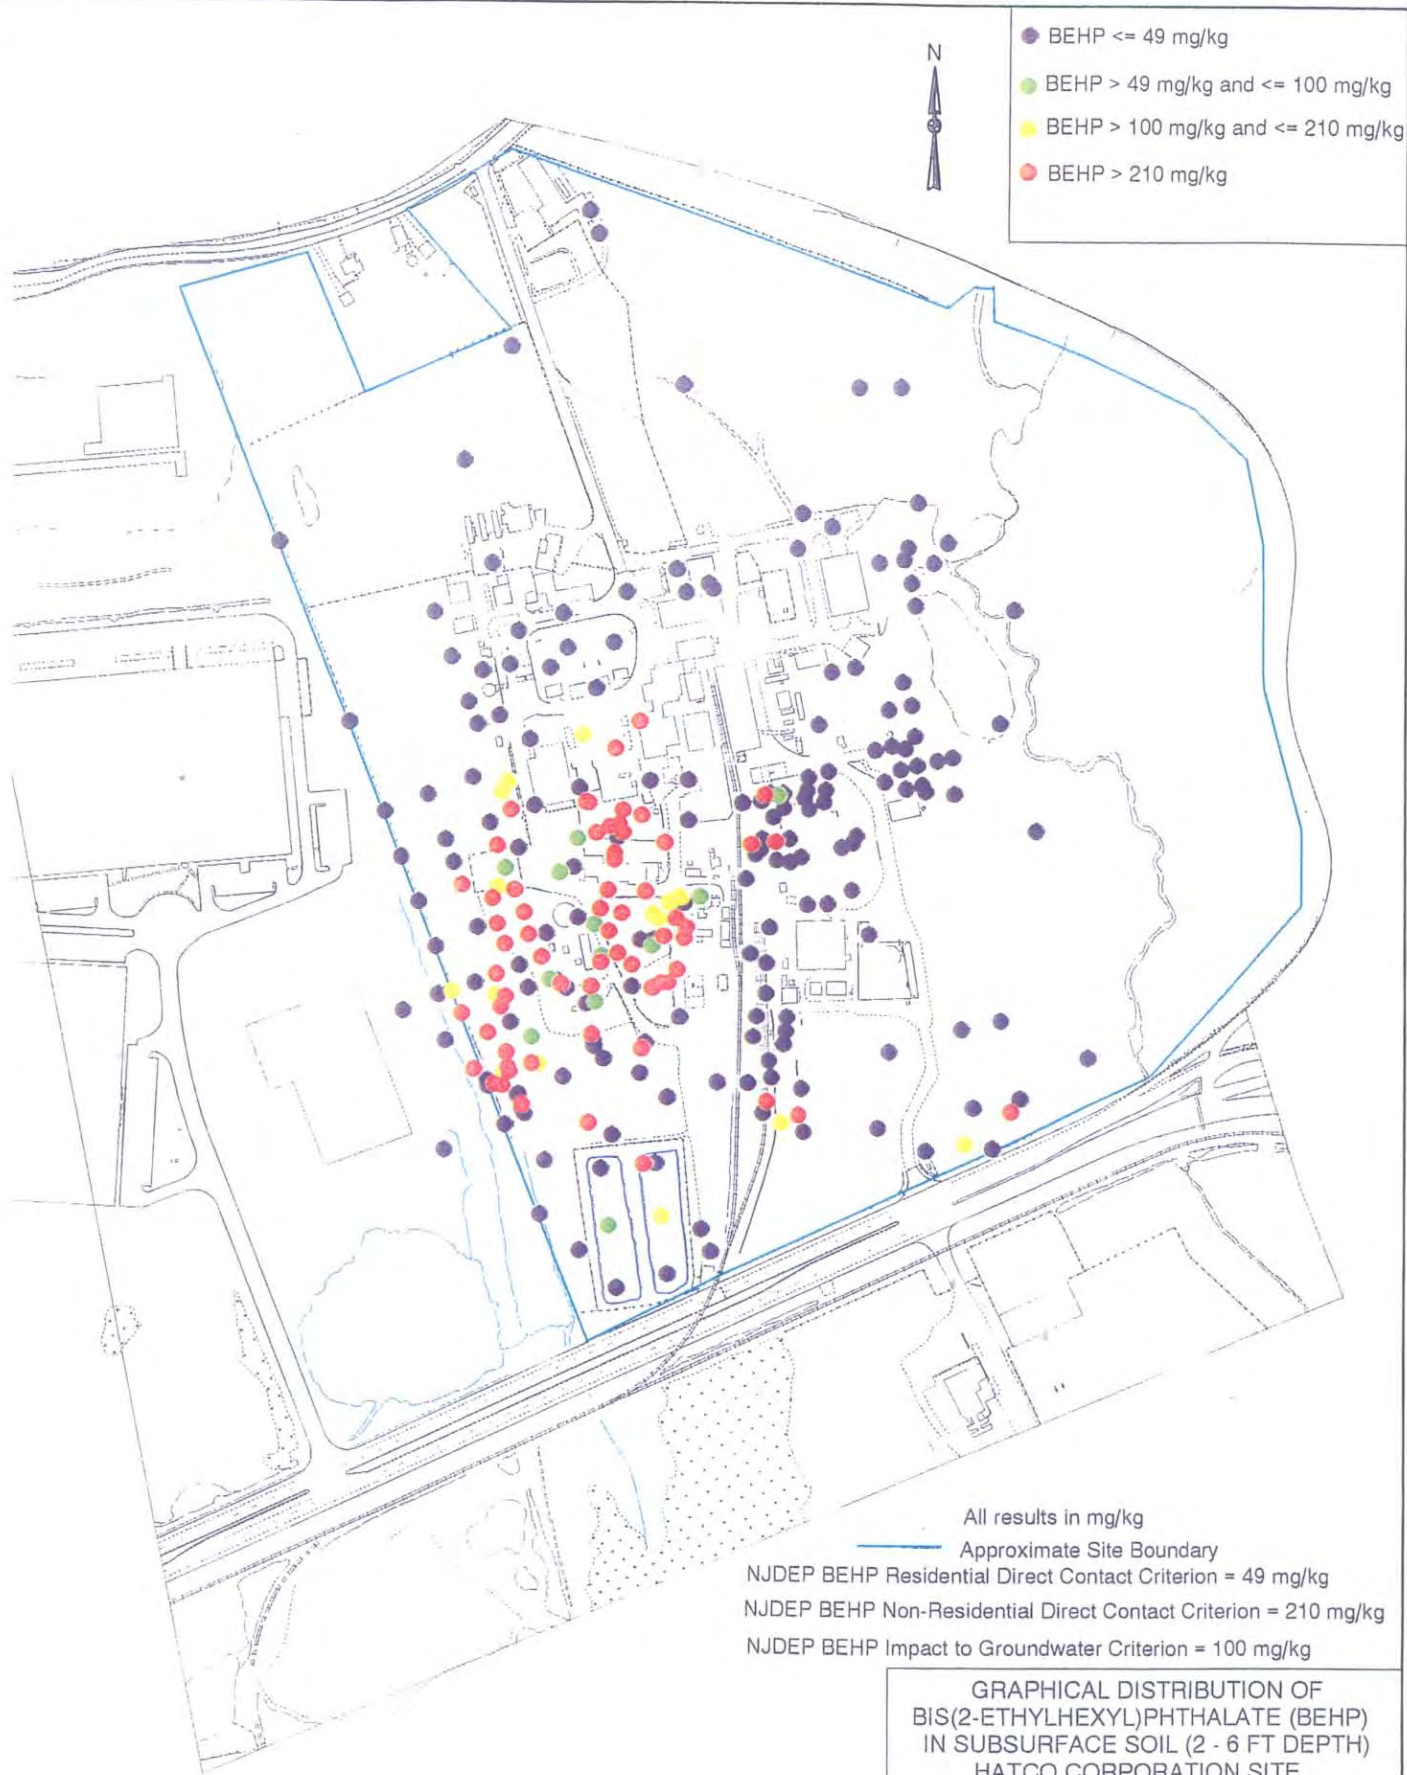 N
BEHP <= 49 mg/kg
BEHP > 49 mg/kg and <= 100 mg/kg
BEHP > 100 mg/kg and <= 210 mg/kg
BEHP > 210 mg/kg
All results in mg/kg
Approximate Site Boundary
NJDEP BEHP Residential Direct Contact Criterion = 49 mg/kg
NJDEP BEHP Non-Residential Direct Contact Criterion = 210 mg/kg
NJDEP BEHP Impact to Groundwater Criterion = 100 mg/kg
GRAPHICAL DISTRIBUTION OF
BIS(2-ETHYLHEXYL)PHTHALATE (BEHP)
IN SUBSURFACE SOIL (2 - 6 FT DEPTH)
HATCO CORPORATION SITE